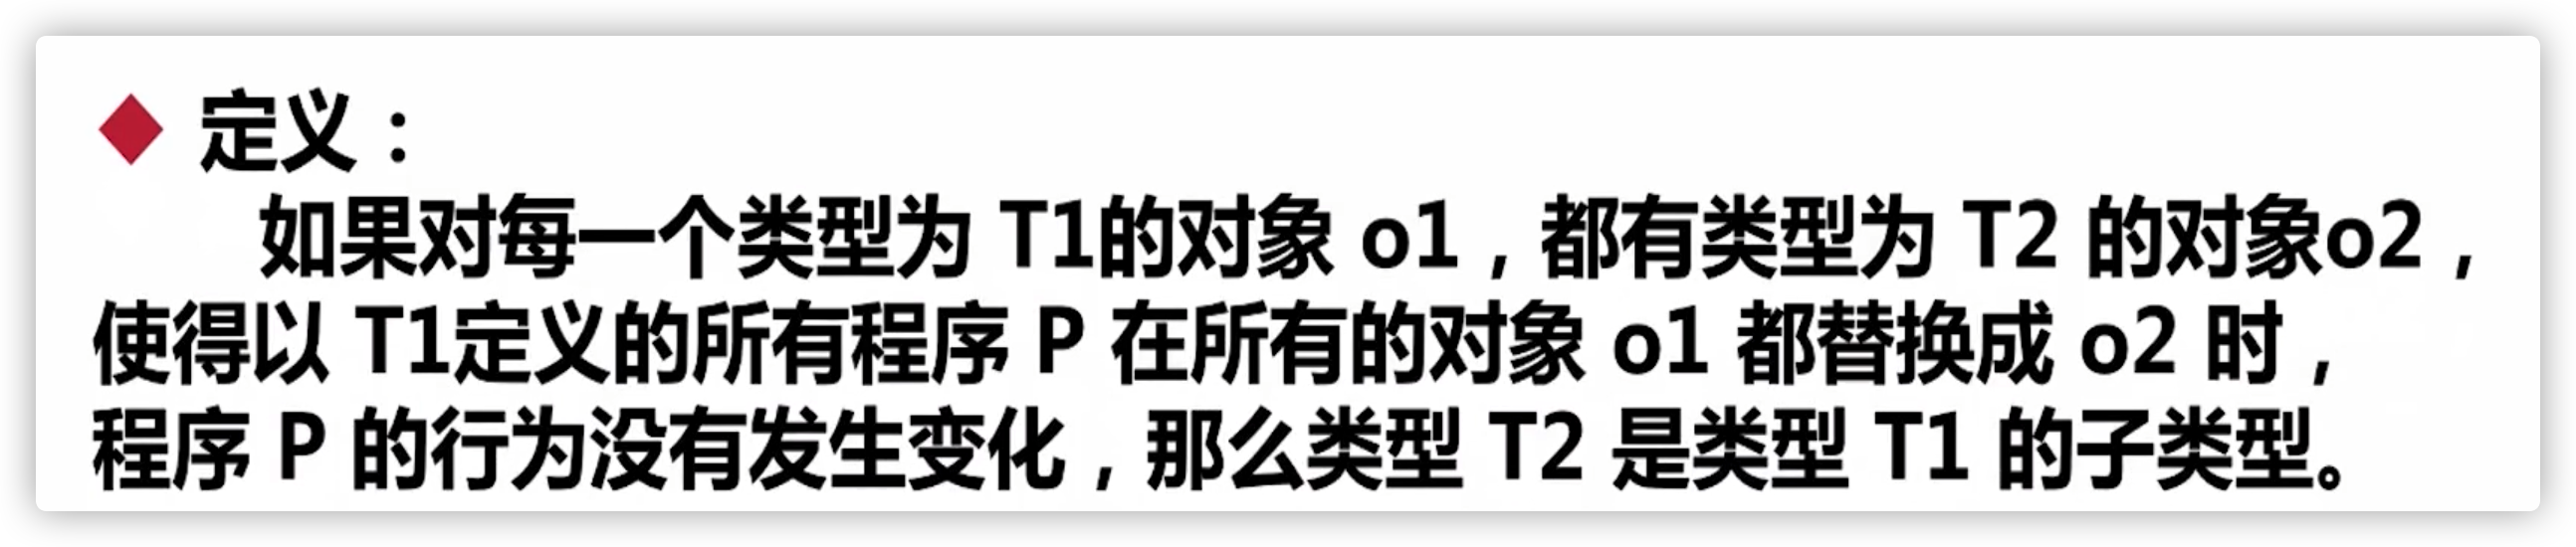 定义：
如果对每一个类型为 T1的对象 o1，都有类型为 T2 的对象o2，
使得以 T1定义的所有程序 P 在所有的对象 o1 都替换成 o2 时，
程序 P 的行为没有发生变化，那么类型 T2 是类型 T1 的子类型。